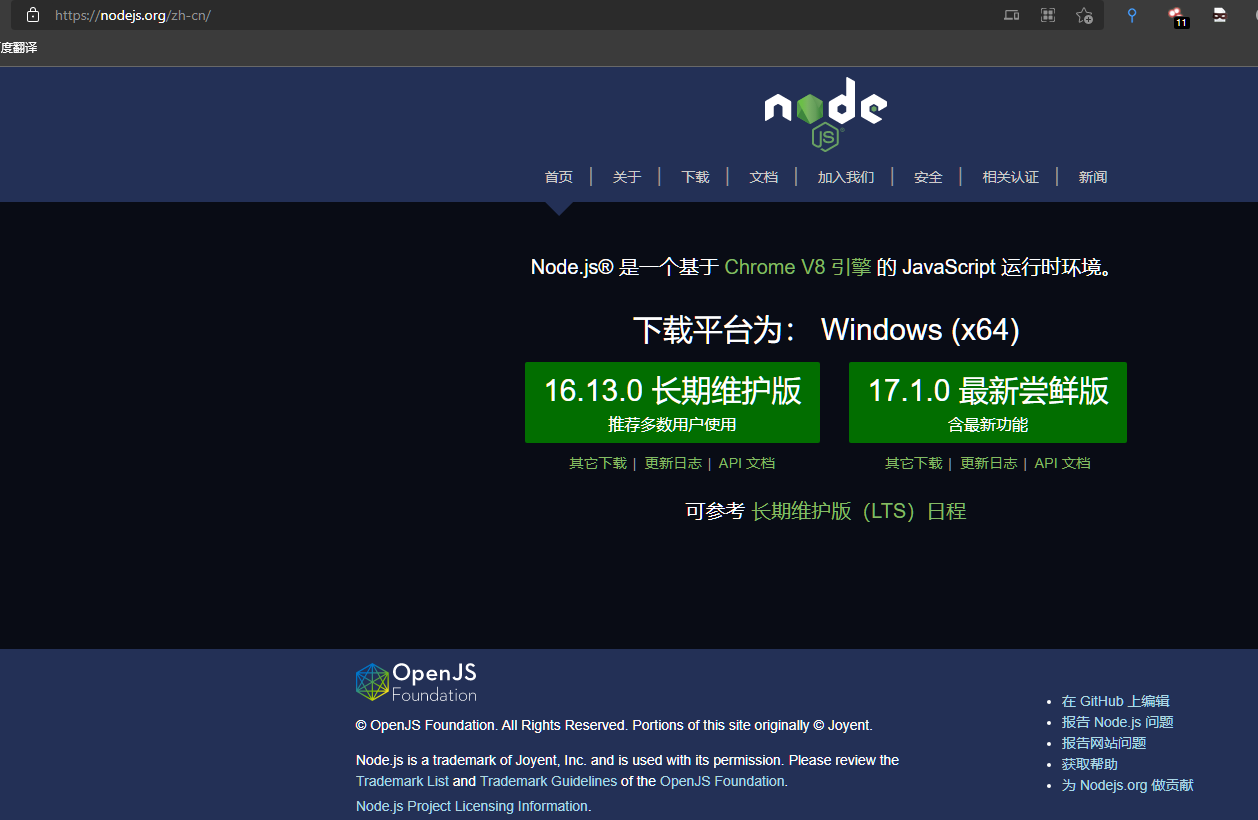 https://nodejs.org/zh-cn/
11
度翻译
node
JS
首页 | 关于 | 下载 | 文档 | 加入我们 | 安全 | 相关认证 | 新闻
Node.js® 是一个基于 Chrome V8 引擎 的 JavaScript 运行时环境。
下载平台为： Windows (x64)
16.13.0 长期维护版
推荐多数用户使用
其它下载 | 更新日志 | API 文档
17.1.0 最新尝鲜版
含最新功能
其它下载 | 更新日志 | API 文档
可参考 长期维护版（LTS）日程
OpenJS
Foundation
© OpenJS Foundation. All Rights Reserved. Portions of this site originally © Joyent.
Node.js is a trademark of Joyent, Inc. and is used with its permission. Please review the
Trademark List and Trademark Guidelines of the OpenJS Foundation.
Node.js Project Licensing Information.
在 GitHub 上编辑
报告 Node.js 问题
报告网站问题
获取帮助
为 Nodejs.org 做贡献